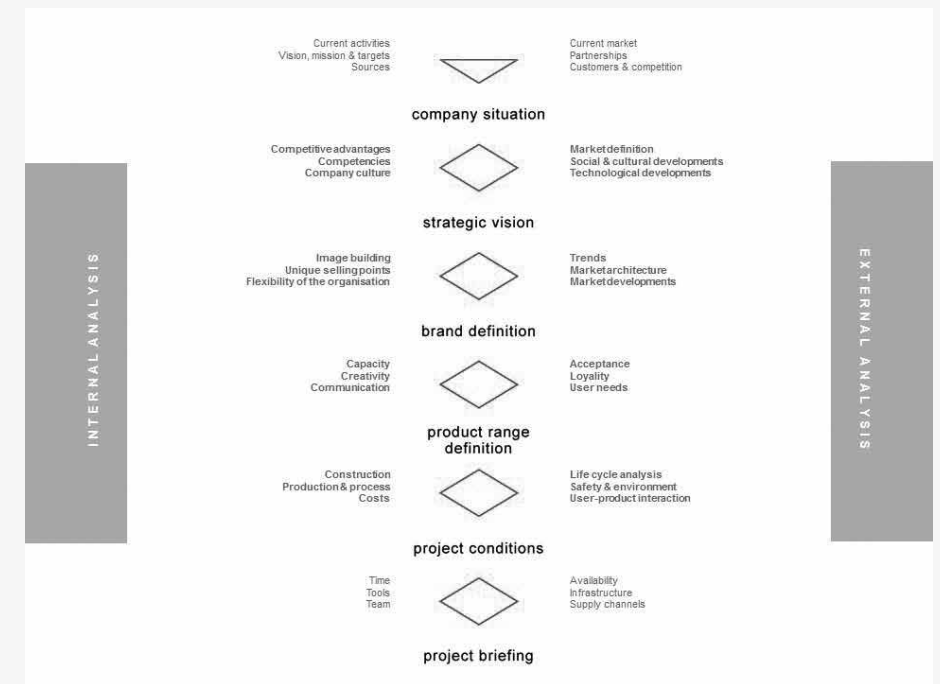 Current activities
Vision, mission & targets
Sources
Current market
Partnerships
Customers & competition
company situation
Competitive advantages
Competencies
Company culture
Market definition
Social & cultural developments
Technological developments
strategic vision
Image building
Unique selling points
Flexibility of the organisation
Trends
Market architecture
Market developments
brand definition
Capacity
Creativity
Communication
Acceptance
Loyality
User needs
product range
definition
Construction
Production & process
Costs
Life cycle analysis
Safety & environment
User-product interaction
project conditions
Time
Tools
Team
Availability
Infrastructure
Supply channels
project briefing
INTERNAL ANALYSIS
EXTERNAL ANALYSIS